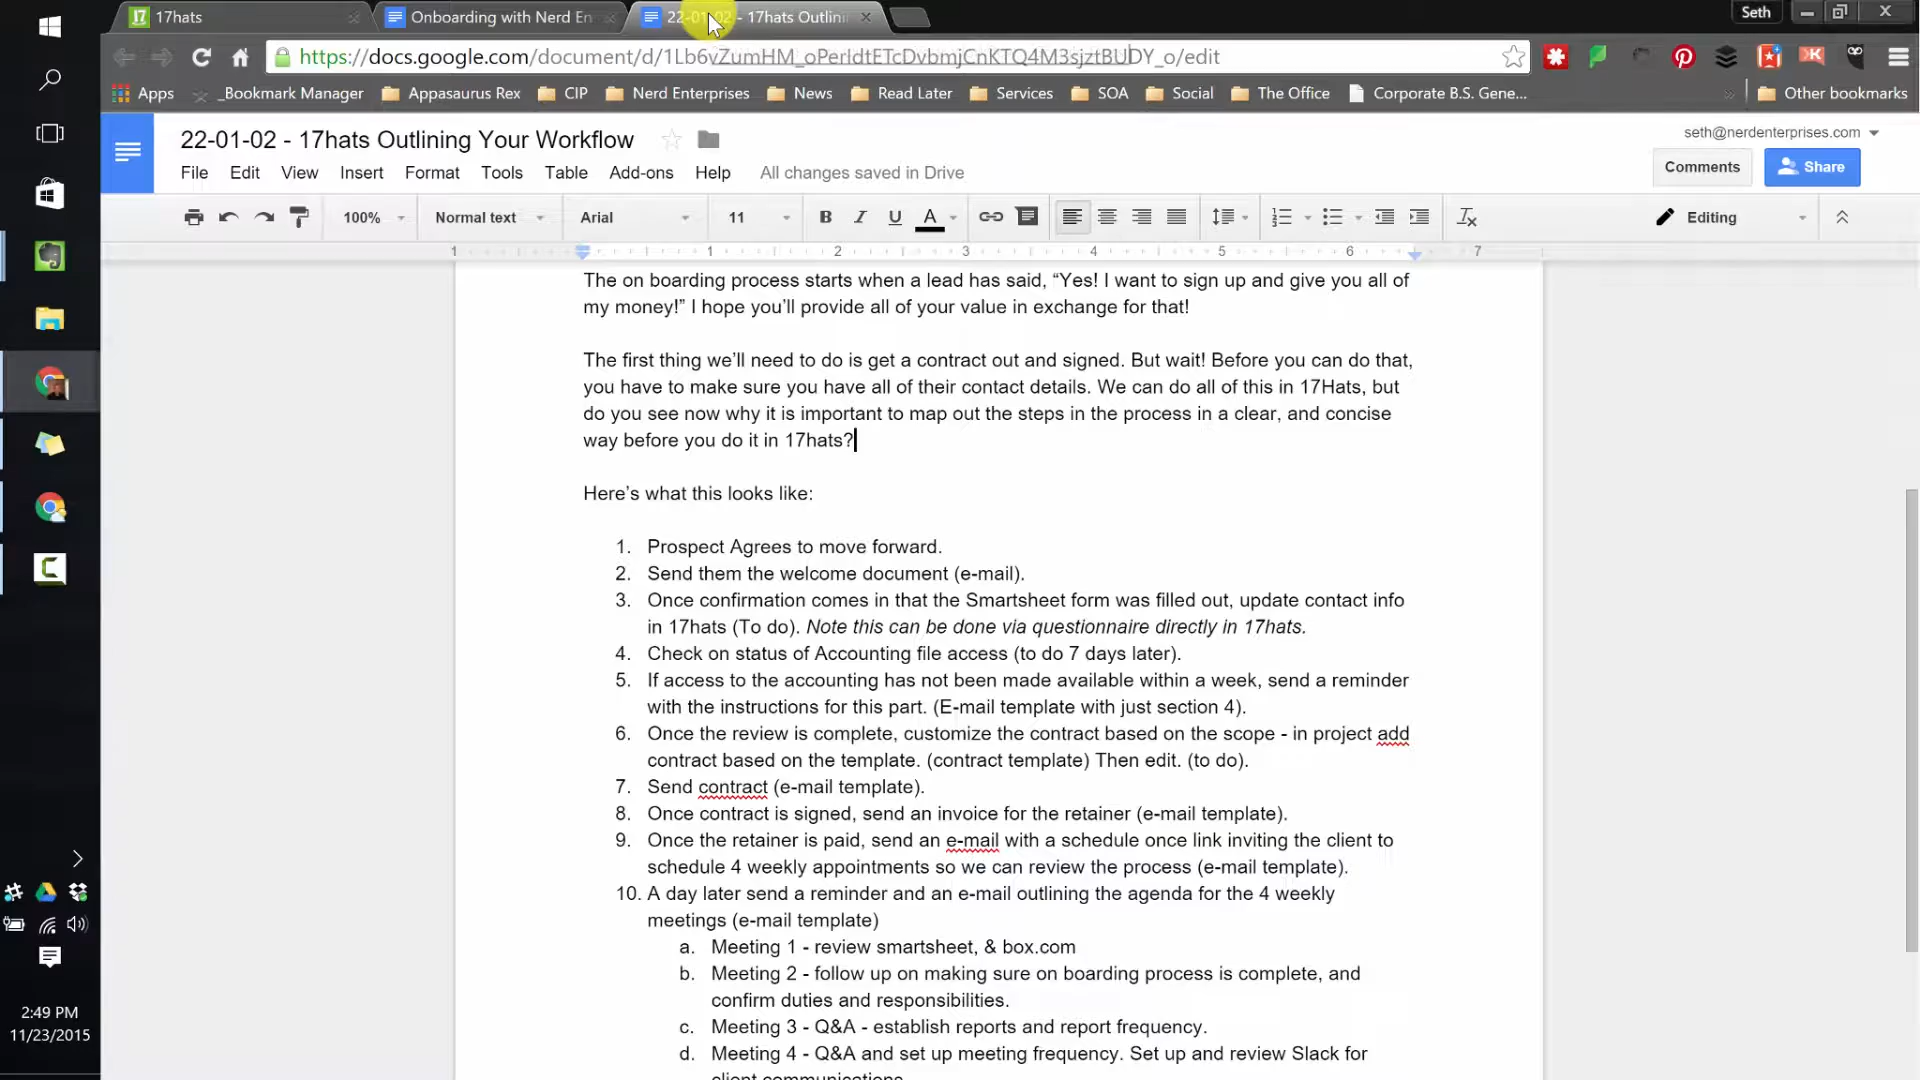 17hats
Onboarding with Nerd En
22-01-02 - 17hats Outlini
Seth
https://docs.google.com/document/d/1Lb6vZumHM_oPerIdtETcDvbmjCnKTQ4M3sjztBUDY_o/edit
Apps
_Bookmark Manager
Appasaurus Rex
CIP
Nerd Enterprises
News
Read Later
Services
SOA
Social
The Office
Corporate B.S. Gene...
Other bookmarks
22-01-02 - 17hats Outlining Your Workflow
seth@nerdenterprises.com
File Edit View Insert Format Tools Table Add-ons Help All changes saved in Drive
Comments
Share
100% Normal text Arial 11 B I U A Editing
1 1 2 3 4 5 6 7
The on boarding process starts when a lead has said, “Yes! I want to sign up and give you all of
my money!” I hope you’ll provide all of your value in exchange for that!
The first thing we’ll need to do is get a contract out and signed. But wait! Before you can do that,
you have to make sure you have all of their contact details. We can do all of this in 17Hats, but
do you see now why it is important to map out the steps in the process in a clear, and concise
way before you do it in 17hats?
Here’s what this looks like:
1. Prospect Agrees to move forward.
2. Send them the welcome document (e-mail).
3. Once confirmation comes in that the Smartsheet form was filled out, update contact info
in 17hats (To do). Note this can be done via questionnaire directly in 17hats.
4. Check on status of Accounting file access (to do 7 days later).
5. If access to the accounting has not been made available within a week, send a reminder
with the instructions for this part. (E-mail template with just section 4).
6. Once the review is complete, customize the contract based on the scope - in project add
contract based on the template. (contract template) Then edit. (to do).
7. Send contract (e-mail template).
8. Once contract is signed, send an invoice for the retainer (e-mail template).
9. Once the retainer is paid, send an e-mail with a schedule once link inviting the client to
schedule 4 weekly appointments so we can review the process (e-mail template).
10. A day later send a reminder and an e-mail outlining the agenda for the 4 weekly
meetings (e-mail template)
a. Meeting 1 - review smartsheet, & box.com
b. Meeting 2 - follow up on making sure on boarding process is complete, and
confirm duties and responsibilities.
c. Meeting 3 - Q&A - establish reports and report frequency.
d. Meeting 4 - Q&A and set up meeting frequency. Set up and review Slack for
client communications
2:49 PM
11/23/2015